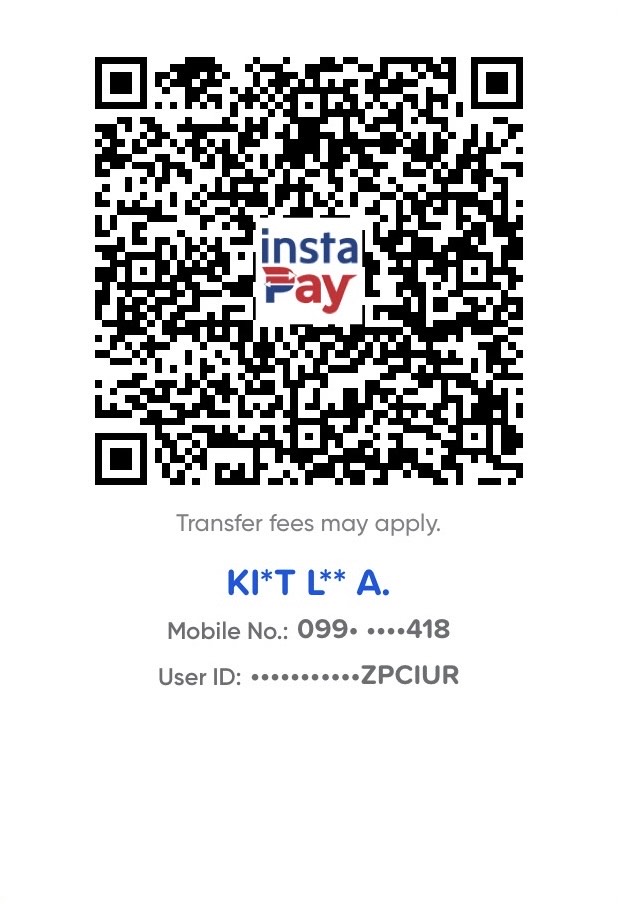 insta
Pay
Transfer fees may apply.
KI*T L** A.
Mobile No.: 099• ••••418
User ID: •••••••••••ZPCIUR